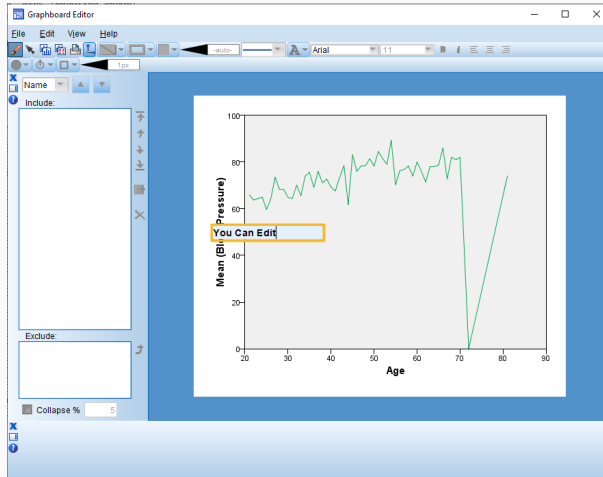 Graphboard Editor
File Edit View Help
-auto- A Arial 11 B i
1px
Name
Include:
Exclude:
Collapse % 5
100
80
60
40
20
0
Mean (Bl Pressure)
You Can Edit
20 30 40 50 60 70 80 90
Age